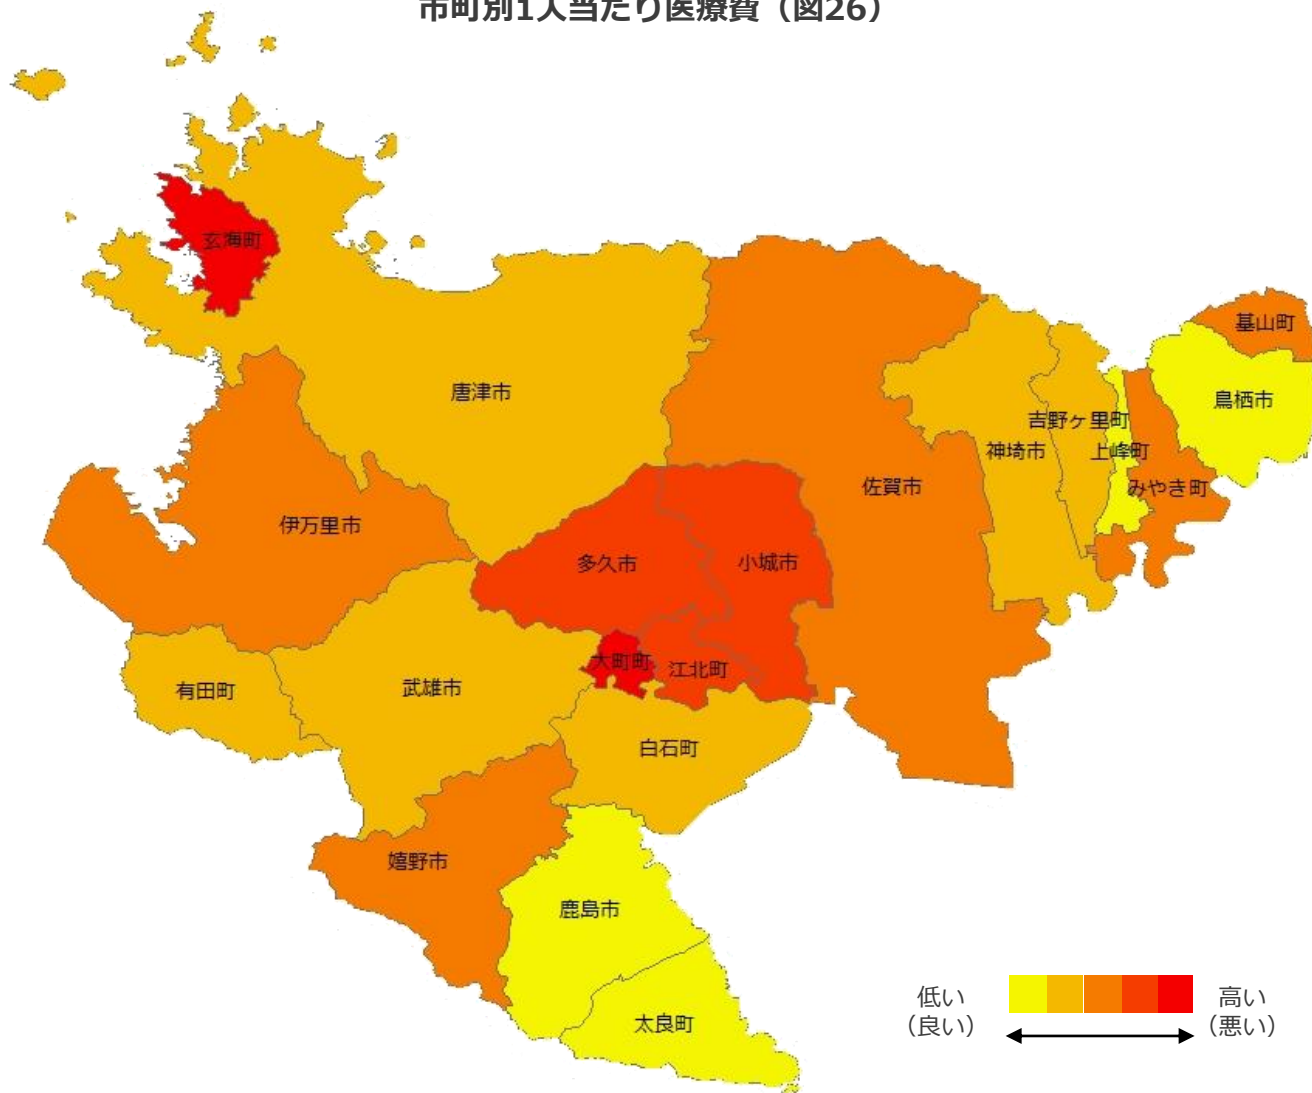 市町別1人当たり医療費（図26）
玄海町
基山町
唐津市
鳥栖市
吉野ヶ里町
神埼市
上峰町
佐賀市
みやき町
伊万里市
多久市
小城市
大町町
江北町
有田町
武雄市
白石町
嬉野市
鹿島市
太良町
低い
（良い）
高い
（悪い）